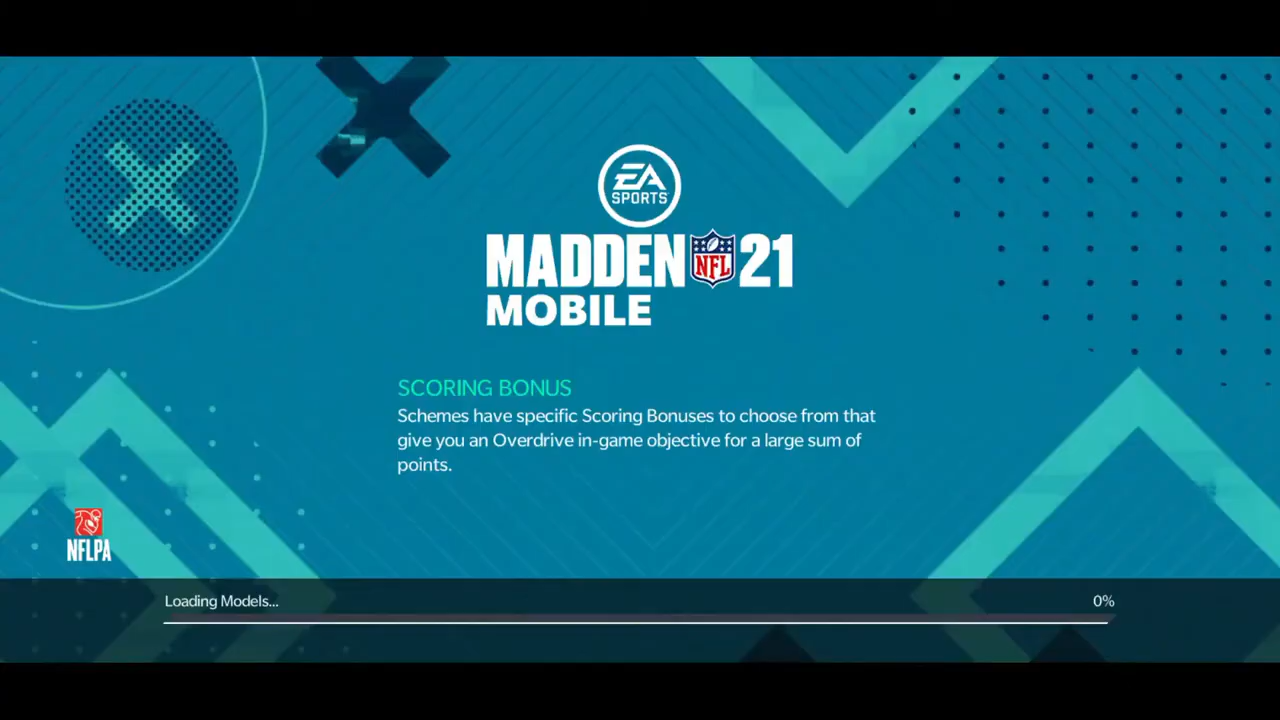 EA
SPORTS
MADDEN NFL 21
MOBILE
SCORING BONUS
Schemes have specific Scoring Bonuses to choose from that
give you an Overdrive in-game objective for a large sum of
points.
NFLPA
Loading Models... 0%